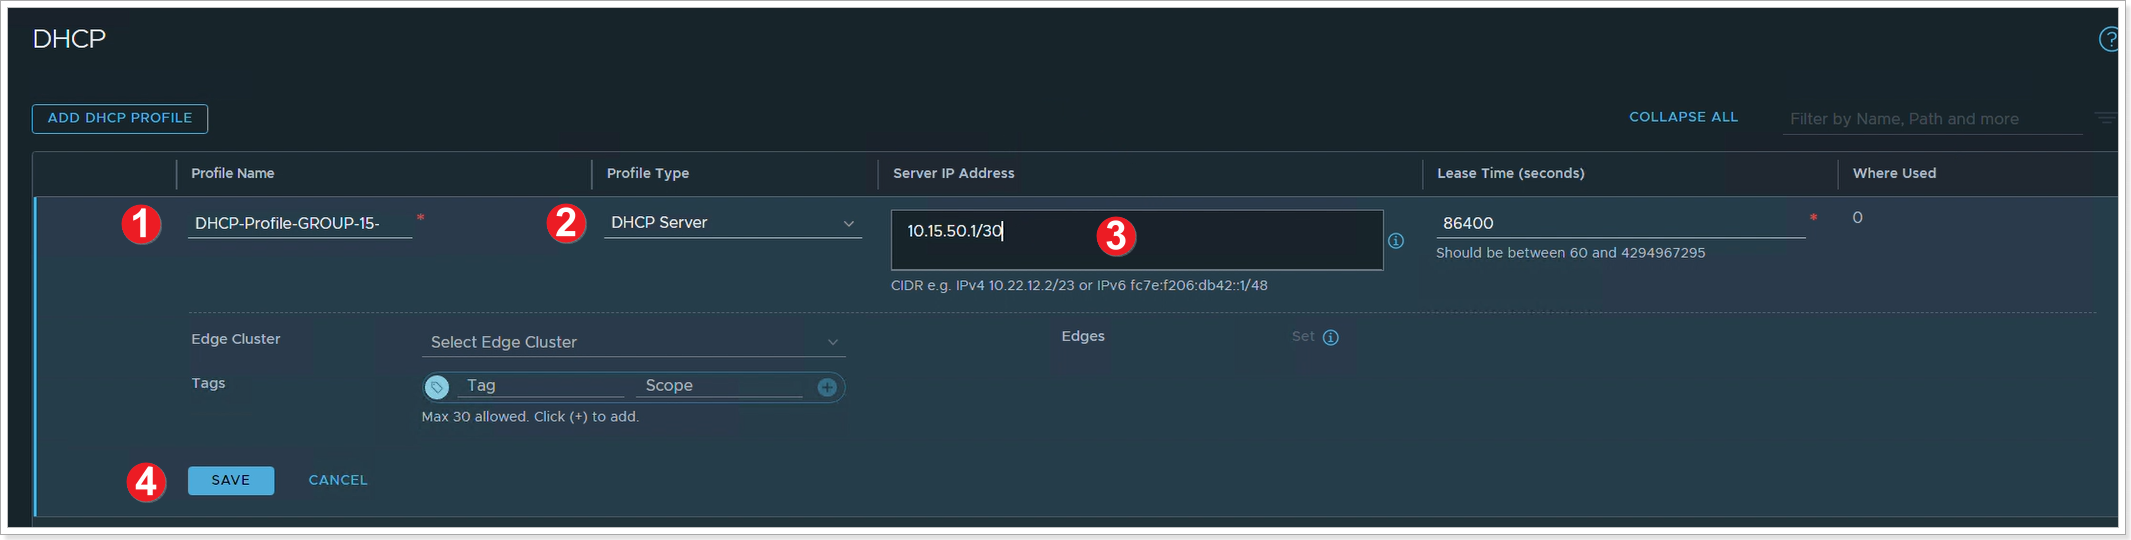 DHCP
?
ADD DHCP PROFILE
COLLAPSE ALL
Filter by Name, Path and more
Profile Name
Profile Type
Server IP Address
Lease Time (seconds)
Where Used
1
DHCP-Profile-GROUP-15-
*
2
DHCP Server
10.15.50.1/30
3
86400
*
0
Should be between 60 and 4294967295
CIDR e.g. IPv4 10.22.12.2/23 or IPv6 fc7e:f206:db42::1/48
Edge Cluster
Select Edge Cluster
Edges
Set
Tags
Tag
Scope
Max 30 allowed. Click (+) to add.
4
SAVE
CANCEL